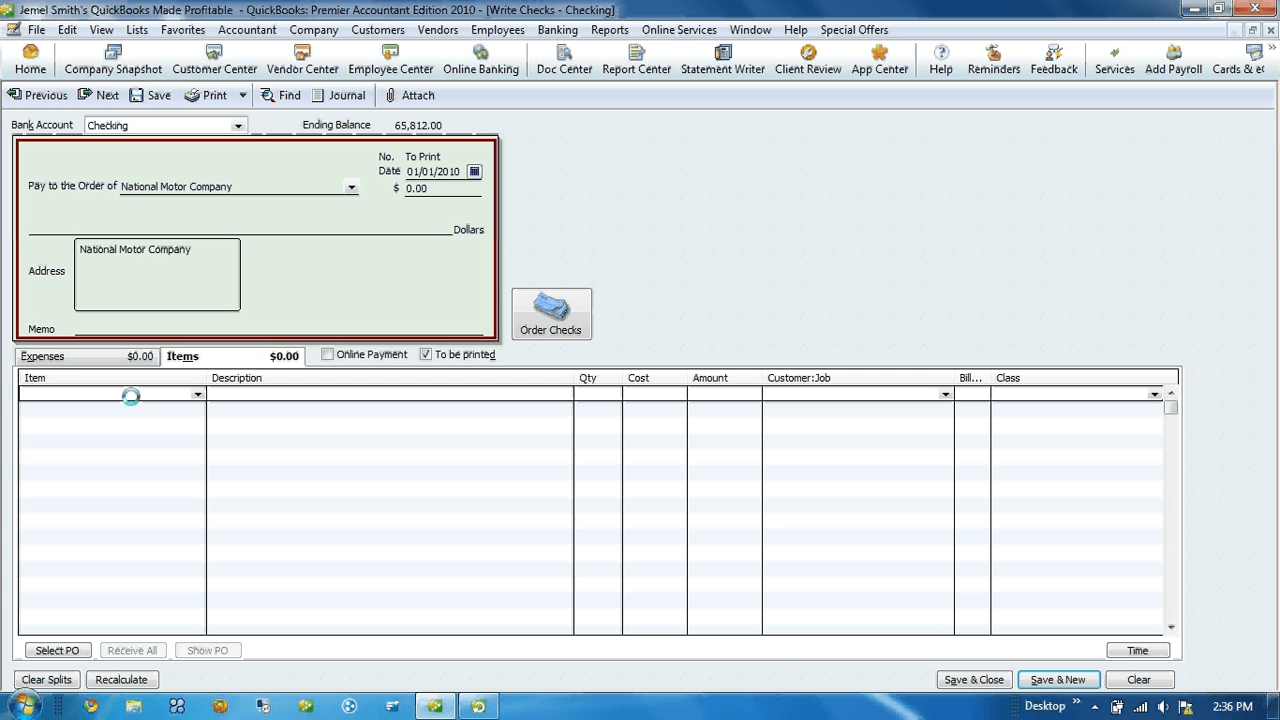 Jemel Smith's QuickBooks Made Profitable - QuickBooks: Premier Accountant Edition 2010 - [Write Checks - Checking]
File Edit View Lists Favorites Accountant Company Customers Vendors Employees Banking Reports Online Services Window Help Special Offers
Home Company Snapshot Customer Center Vendor Center Employee Center Online Banking Doc Center Report Center Statement Writer Client Review App Center Help Reminders Feedback Services Add Payroll Cards & eC
Previous Next Save Print Find Journal Attach
Bank Account Checking Ending Balance 65,812.00
No. To Print
Date 01/01/2010
Pay to the Order of National Motor Company $ 0.00
Dollars
National Motor Company
Address
Order Checks
Memo
Expenses $0.00 Items $0.00 Online Payment To be printed
Item Description Qty Cost Amount Customer:Job Bill... Class
Select PO Receive All Show PO Time
Clear Splits Recalculate Save & Close Save & New Clear
Desktop 2:36 PM